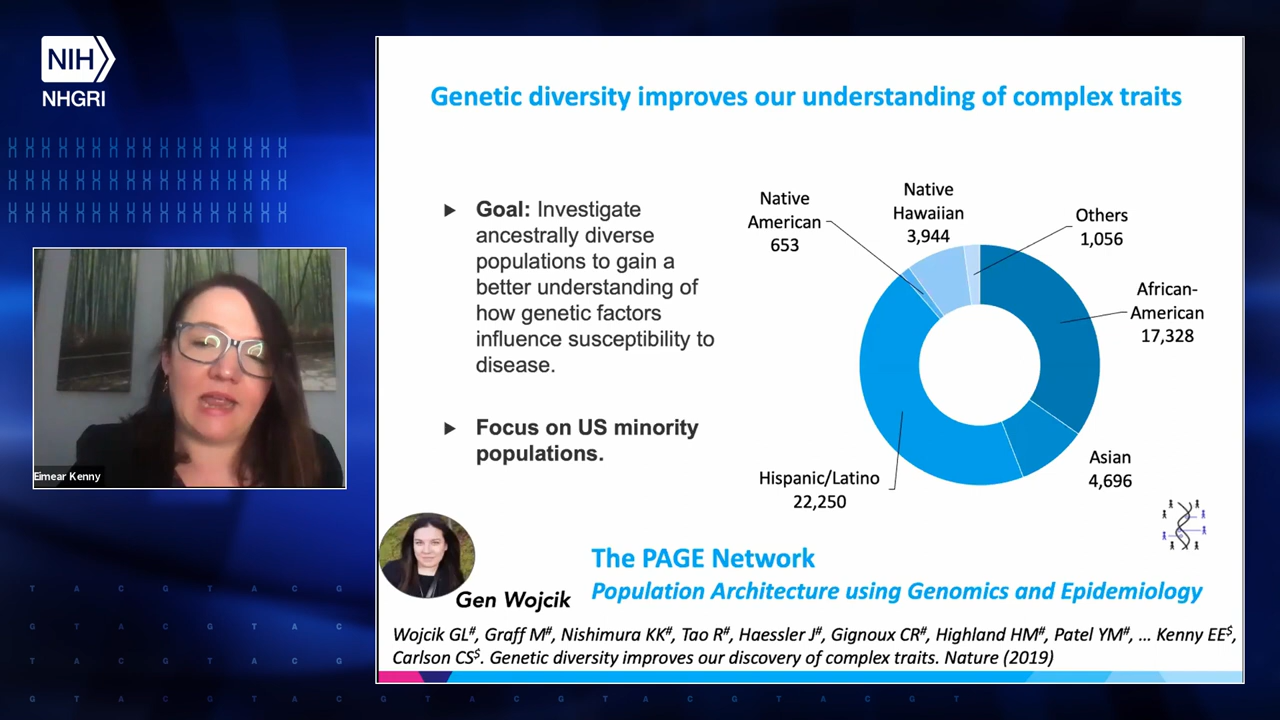 NIH
NHGRI
Eimear Kenny
Genetic diversity improves our understanding of complex traits
▶ Goal: Investigate
ancestrally diverse
populations to gain a
better understanding of
how genetic factors
influence susceptibility to
disease.
▶ Focus on US minority
populations.
Native
American
653
Native
Hawaiian
3,944
Others
1,056
African-
American
17,328
Asian
4,696
Hispanic/Latino
22,250
Gen Wojcik
The PAGE Network
Population Architecture using Genomics and Epidemiology
Wojcik GL#, Graff M#, Nishimura KK#, Tao R#, Haessler J#, Gignoux CR#, Highland HM#, Patel YM#, ... Kenny EE$,
Carlson CS$. Genetic diversity improves our discovery of complex traits. Nature (2019)
T A C G T A C G
G T A C G T A C
T A C G T A C G
G T A C G T A C G T A C G T A C G T A C G T